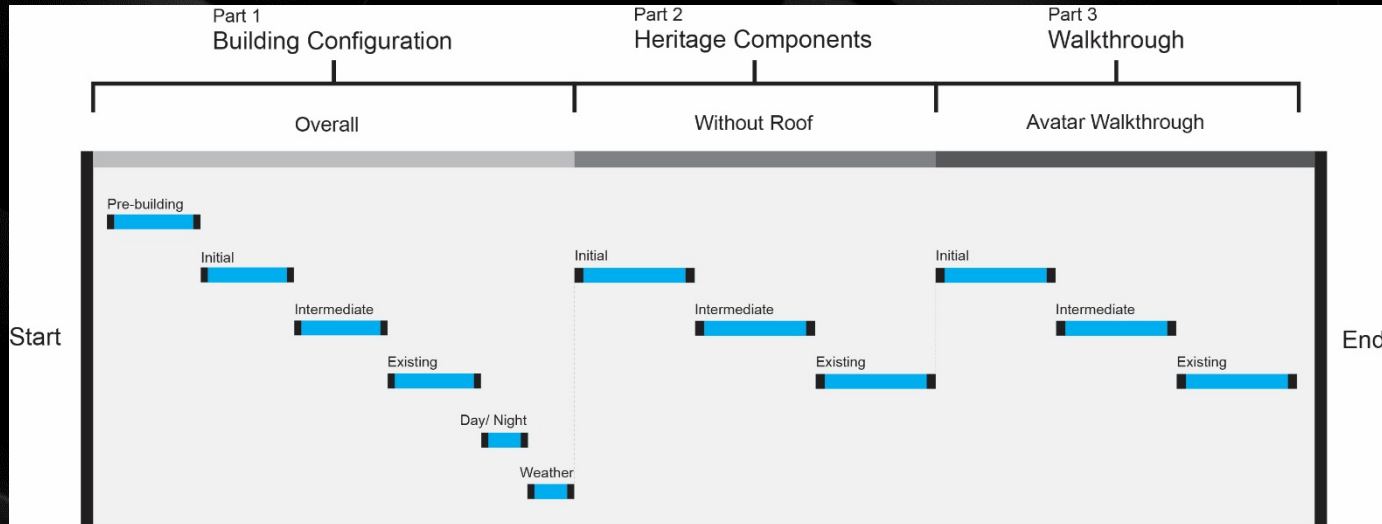 Part 1
Building Configuration
Part 2
Heritage Components
Part 3
Walkthrough
Overall
Without Roof
Avatar Walkthrough
Pre-building
Initial
Initial
Initial
Intermediate
Intermediate
Intermediate
Start
End
Existing
Existing
Existing
Day/ Night
Weather